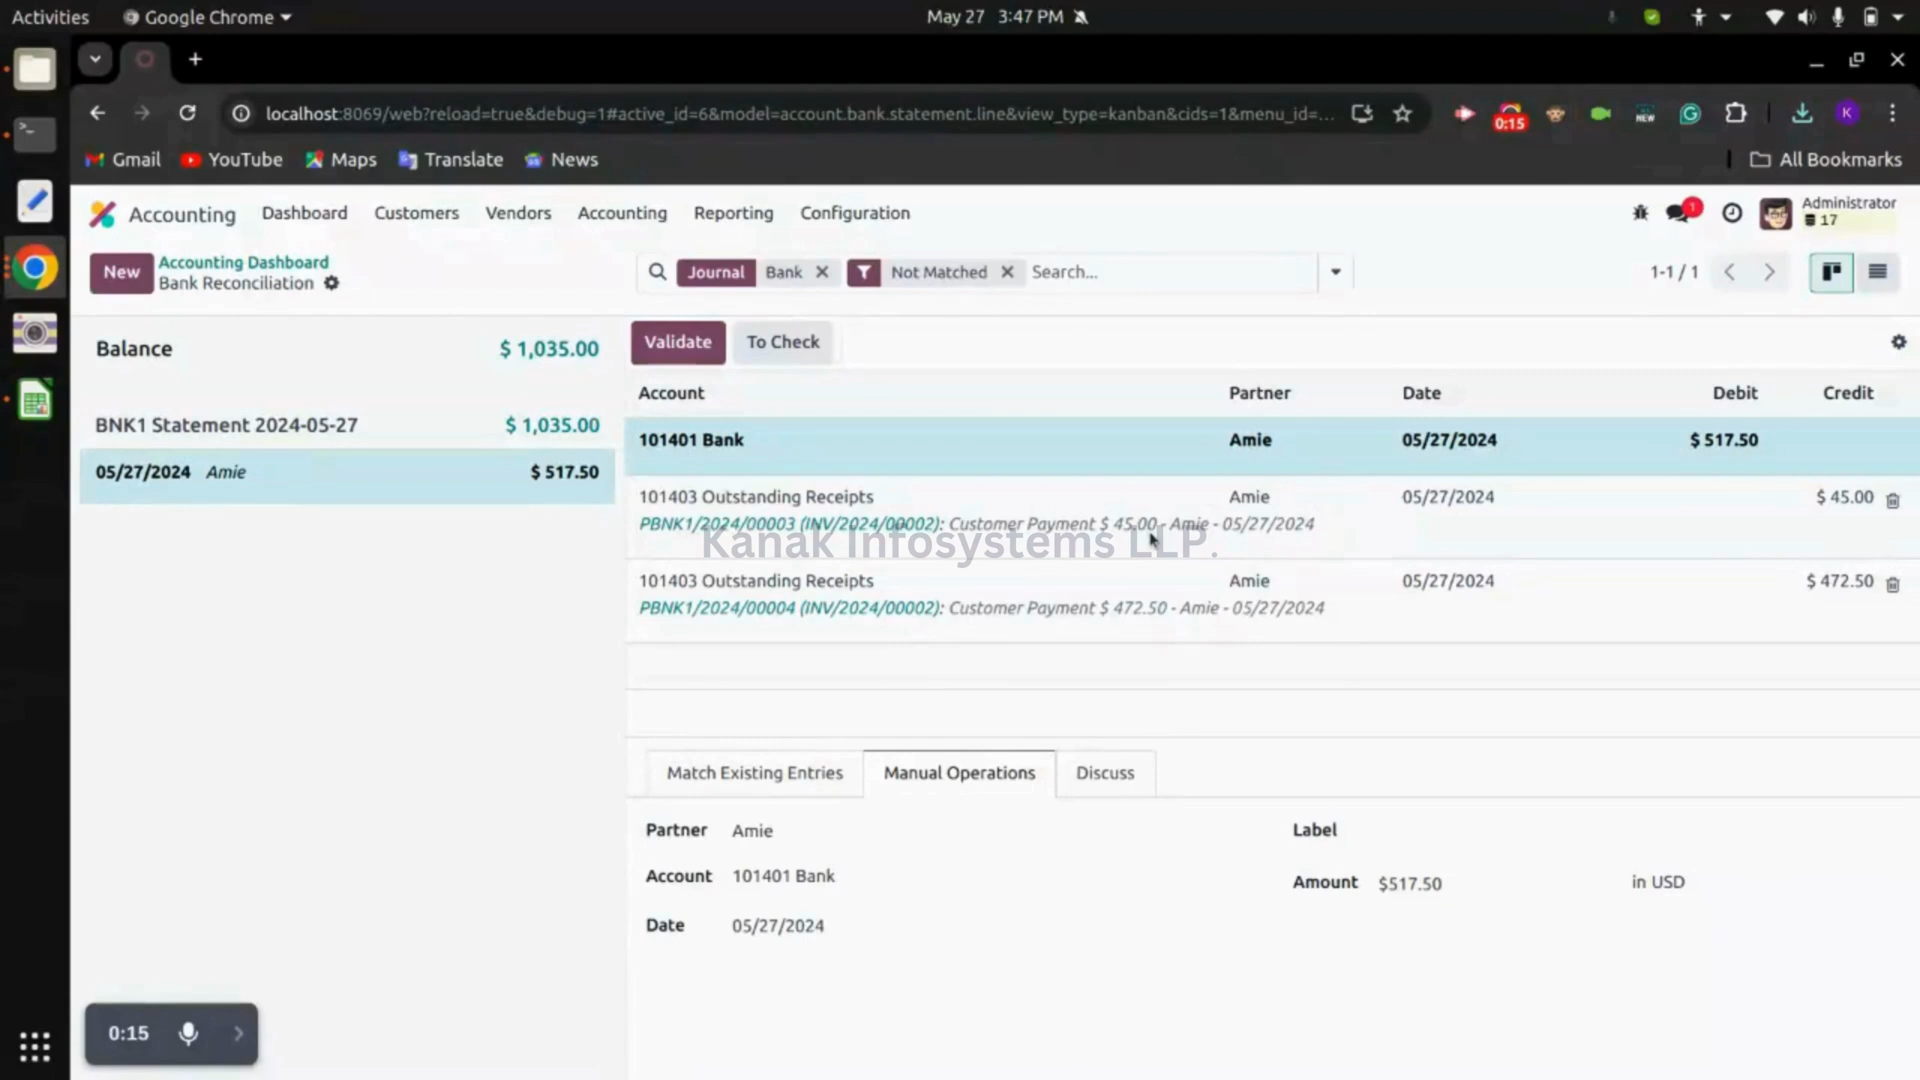 Activities Google Chrome May 27 3:47 PM
localhost:8069/web?reload=true&debug=1#active_id=6&model=account.bank.statement.line&view_type=kanban&cids=1&menu_id=... 0:15 NEW K
Gmail YouTube Maps Translate News All Bookmarks
Accounting Dashboard Customers Vendors Accounting Reporting Configuration 1 Administrator
17
New Accounting Dashboard
Bank Reconciliation
Journal Bank Not Matched Search... 1-1 / 1
Balance $ 1,035.00
BNK1 Statement 2024-05-27 $ 1,035.00
05/27/2024 Amie $ 517.50
Validate To Check
Account Partner Date Debit Credit
101401 Bank Amie 05/27/2024 $ 517.50
101403 Outstanding Receipts Amie 05/27/2024 $ 45.00
PBNK1/2024/00003 (INV/2024/00002): Customer Payment $ 45.00 - Amie - 05/27/2024
Kanak Infosystems LLP.
101403 Outstanding Receipts Amie 05/27/2024 $ 472.50
PBNK1/2024/00004 (INV/2024/00002): Customer Payment $ 472.50 - Amie - 05/27/2024
Match Existing Entries Manual Operations Discuss
Partner Amie Label
Account 101401 Bank Amount $517.50 in USD
Date 05/27/2024
0:15